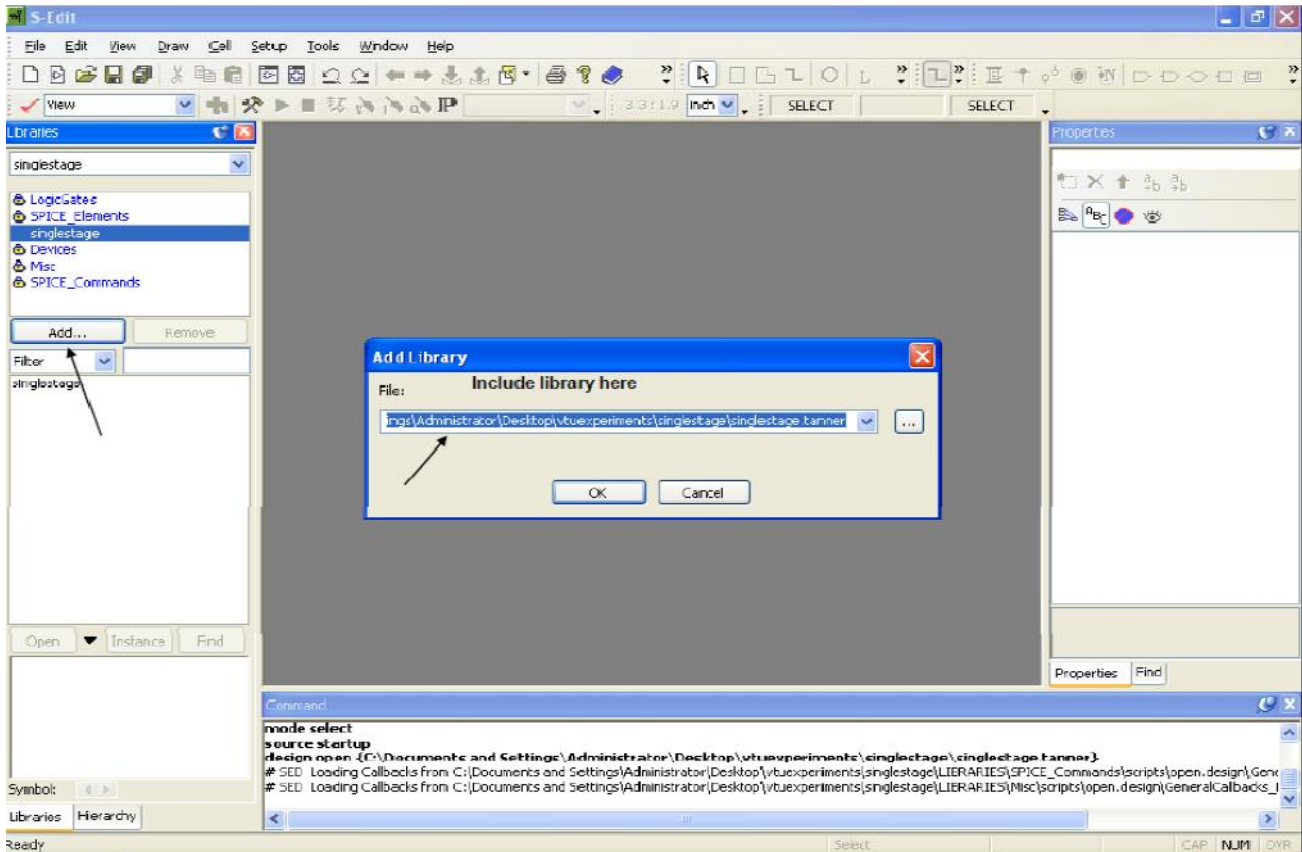 S-Edit
File Edit View Draw Cell Setup Tools Window Help
View
33:1.9 inch SELECT SELECT
Libraries
singlestage
LogicGates
SPICE_Elements
singlestage
Devices
Misc
SPICE_Commands
Add... Remove
Filter
singlestage
Open Instance Find
Symbol:
Libraries Hierarchy
Add Library
File: Include library here
ings\Administrator\Desktop\vtuexperiments\singlestage\singlestage.tanner ...
OK Cancel
Properties
Properties Find
Command
mode select
source startup
design open {C:\Documents and Settings\Administrator\Desktop\vtuexperiments\singlestage\singlestage.tanner}
# SED Loading Callbacks from C:\Documents and Settings\Administrator\Desktop\vtuexperiments\singlestage\LIBRARIES\SPICE_Commands\scripts\open.design\Gene
# SED Loading Callbacks from C:\Documents and Settings\Administrator\Desktop\vtuexperiments\singlestage\LIBRARIES\Misc\scripts\open.design\GeneralCallbacks_
Ready Select CAP NUM OVR